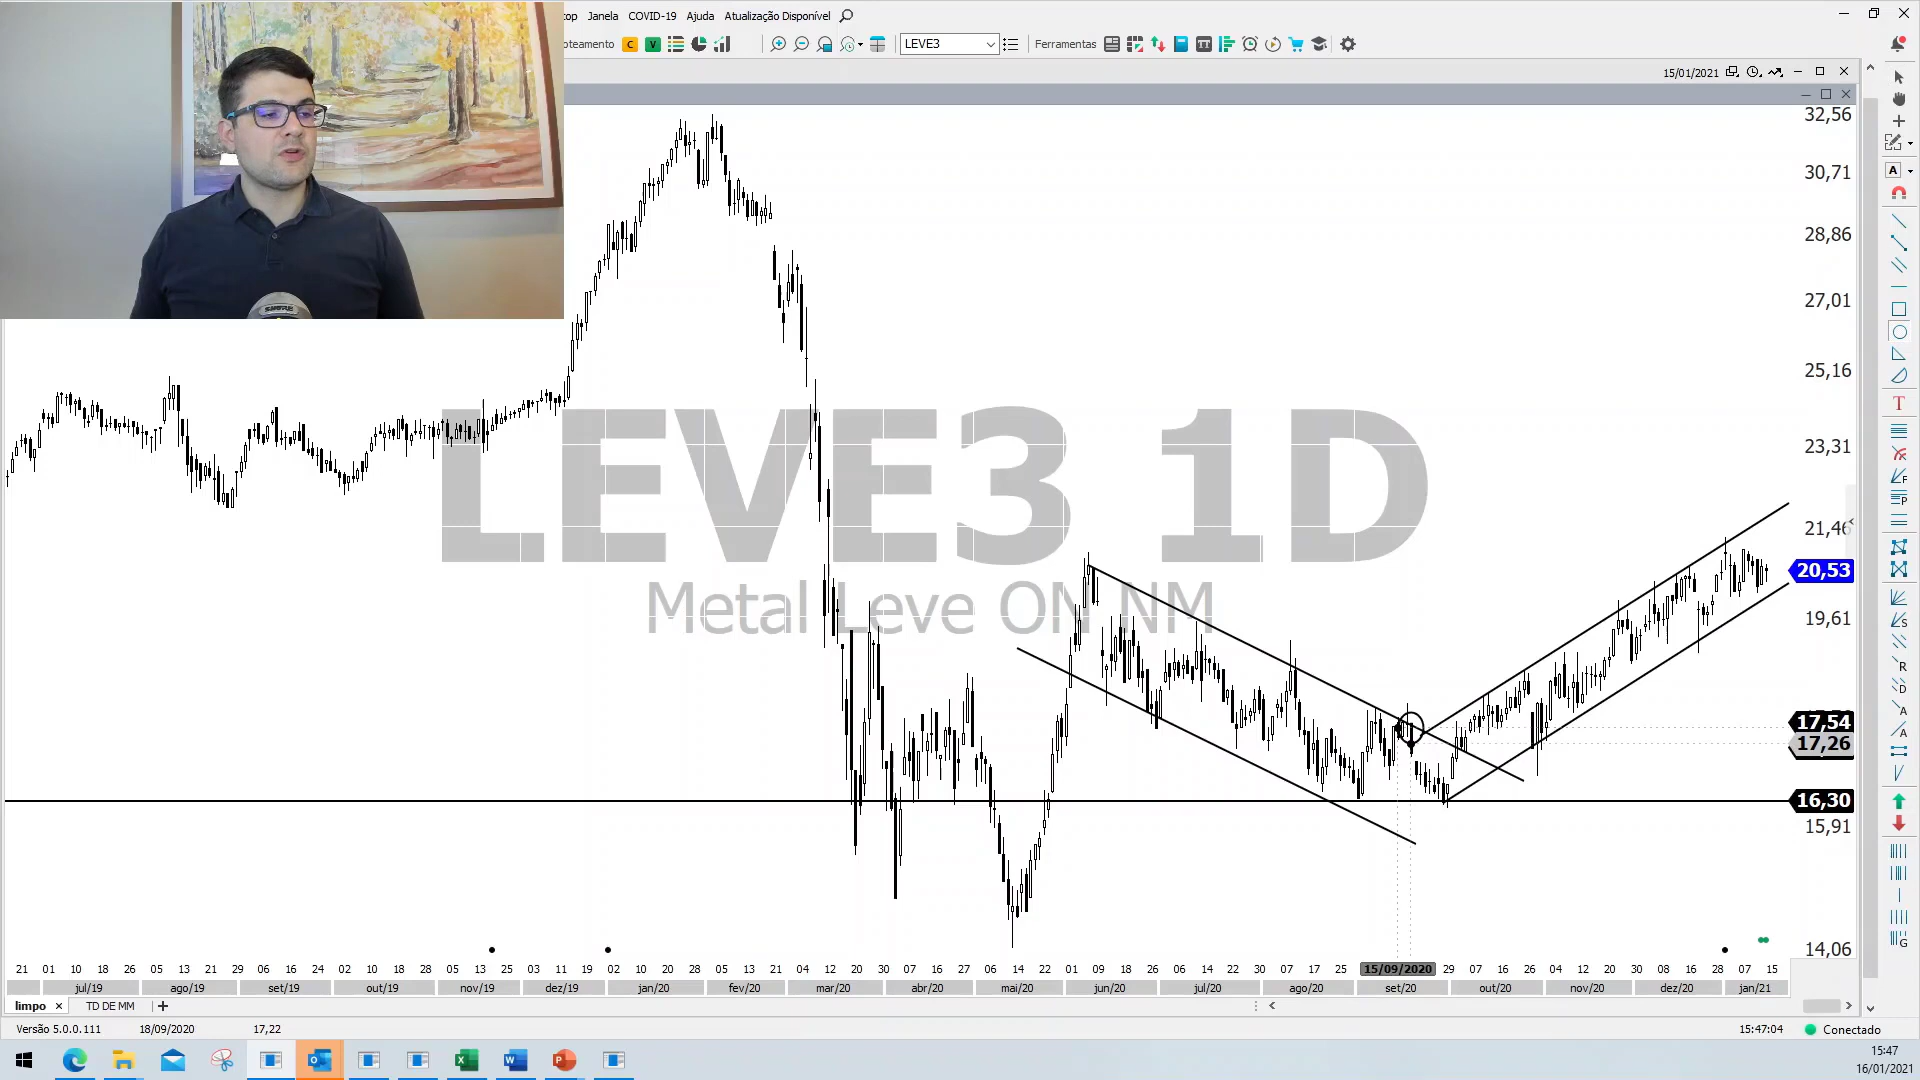 top Janela COVID-19 Ajuda Atualização Disponível
oteamento C V LEVE3 Ferramentas
15/01/2021
32,56
30,71
28,86
27,01
25,16
23,31
21,46
20,53
19,61
17,54
17,26
16,30
15,91
14,06
LEVE3 1D
Metal Leve ON NM
SHURE
21 01 10 18 26 05 13 21 29 06 16 24 02 10 18 28 05 13 25 03 11 19 02 10 20 28 05 13 21 04 12 20 30 07 16 27 06 14 22 01 09 18 26 06 14 22 30 07 17 25 15/09/2020 29 07 16 26 04 12 20 30 08 16 28 07 15
jul/19 ago/19 set/19 out/19 nov/19 dez/19 jan/20 fev/20 mar/20 abr/20 mai/20 jun/20 jul/20 ago/20 set/20 out/20 nov/20 dez/20 jan/21
limpo TD DE MM
Versão 5.0.0.111 18/09/2020 17,22 15:47:04 Conectado
15:47
16/01/2021